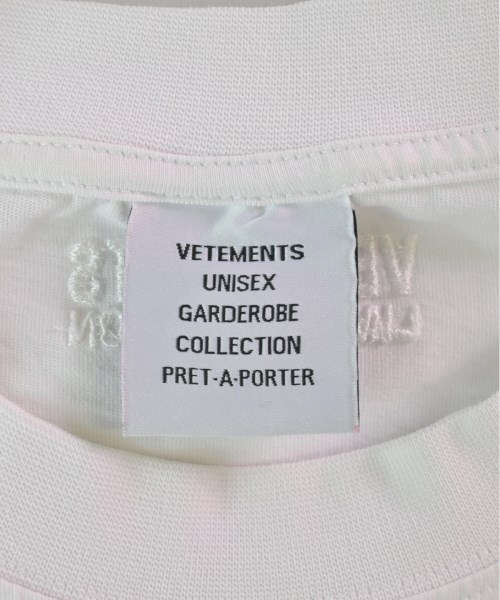 VETEMENTS
UNISEX
GARDEROBE
COLLECTION
PRET-A-PORTER